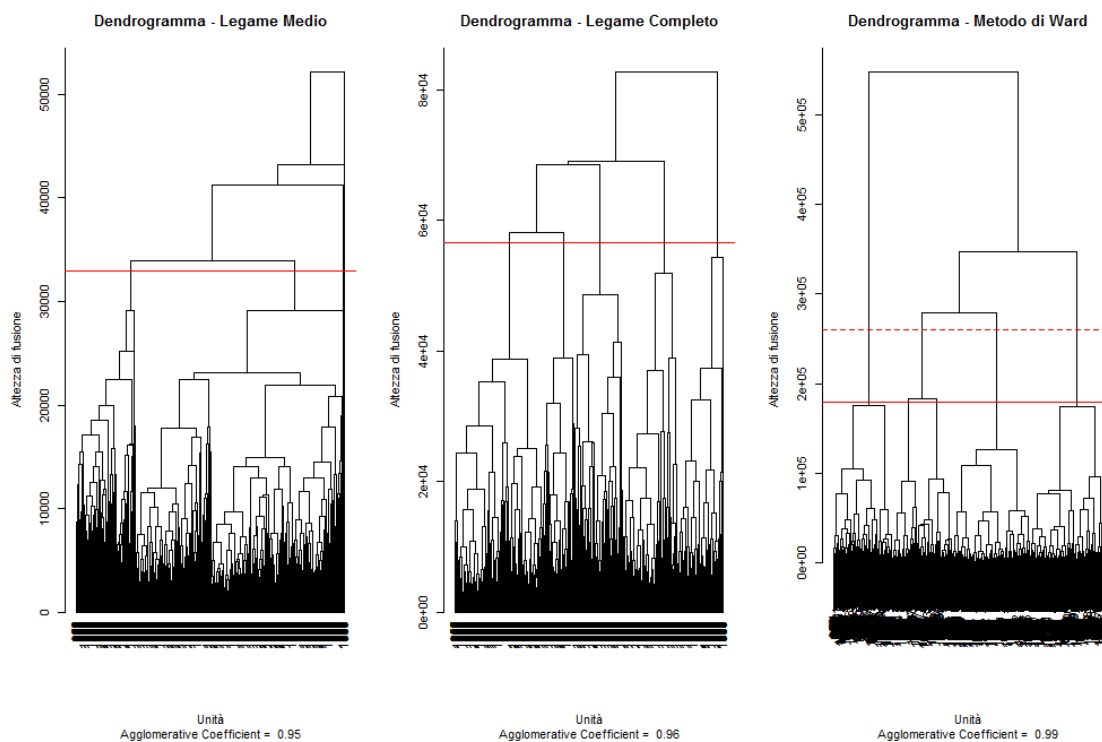 Dendrogramma - Legame Medio
Altezza di fusione
50000
40000
30000
20000
10000
0
Unità
Agglomerative Coefficient = 0.95
Dendrogramma - Legame Completo
Altezza di fusione
8e+04
6e+04
4e+04
2e+04
0e+00
Unità
Agglomerative Coefficient = 0.96
Dendrogramma - Metodo di Ward
Altezza di fusione
5e+05
4e+05
3e+05
2e+05
1e+05
0e+00
Unità
Agglomerative Coefficient = 0.99